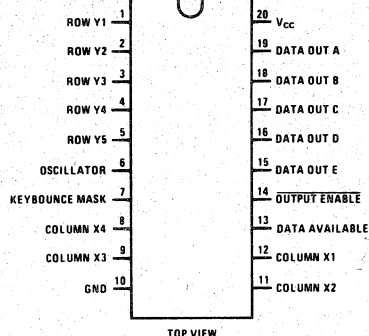 ROW Y1 1
ROW Y2 2
ROW Y3 3
ROW Y4 4
ROW Y5 5
OSCILLATOR 6
KEYBOUNCE MASK 7
COLUMN X4 8
COLUMN X3 9
GND 10
20 VCC
19 DATA OUT A
18 DATA OUT B
17 DATA OUT C
16 DATA OUT D
15 DATA OUT E
14 OUTPUT ENABLE
13 DATA AVAILABLE
12 COLUMN X1
11 COLUMN X2
TOP VIEW